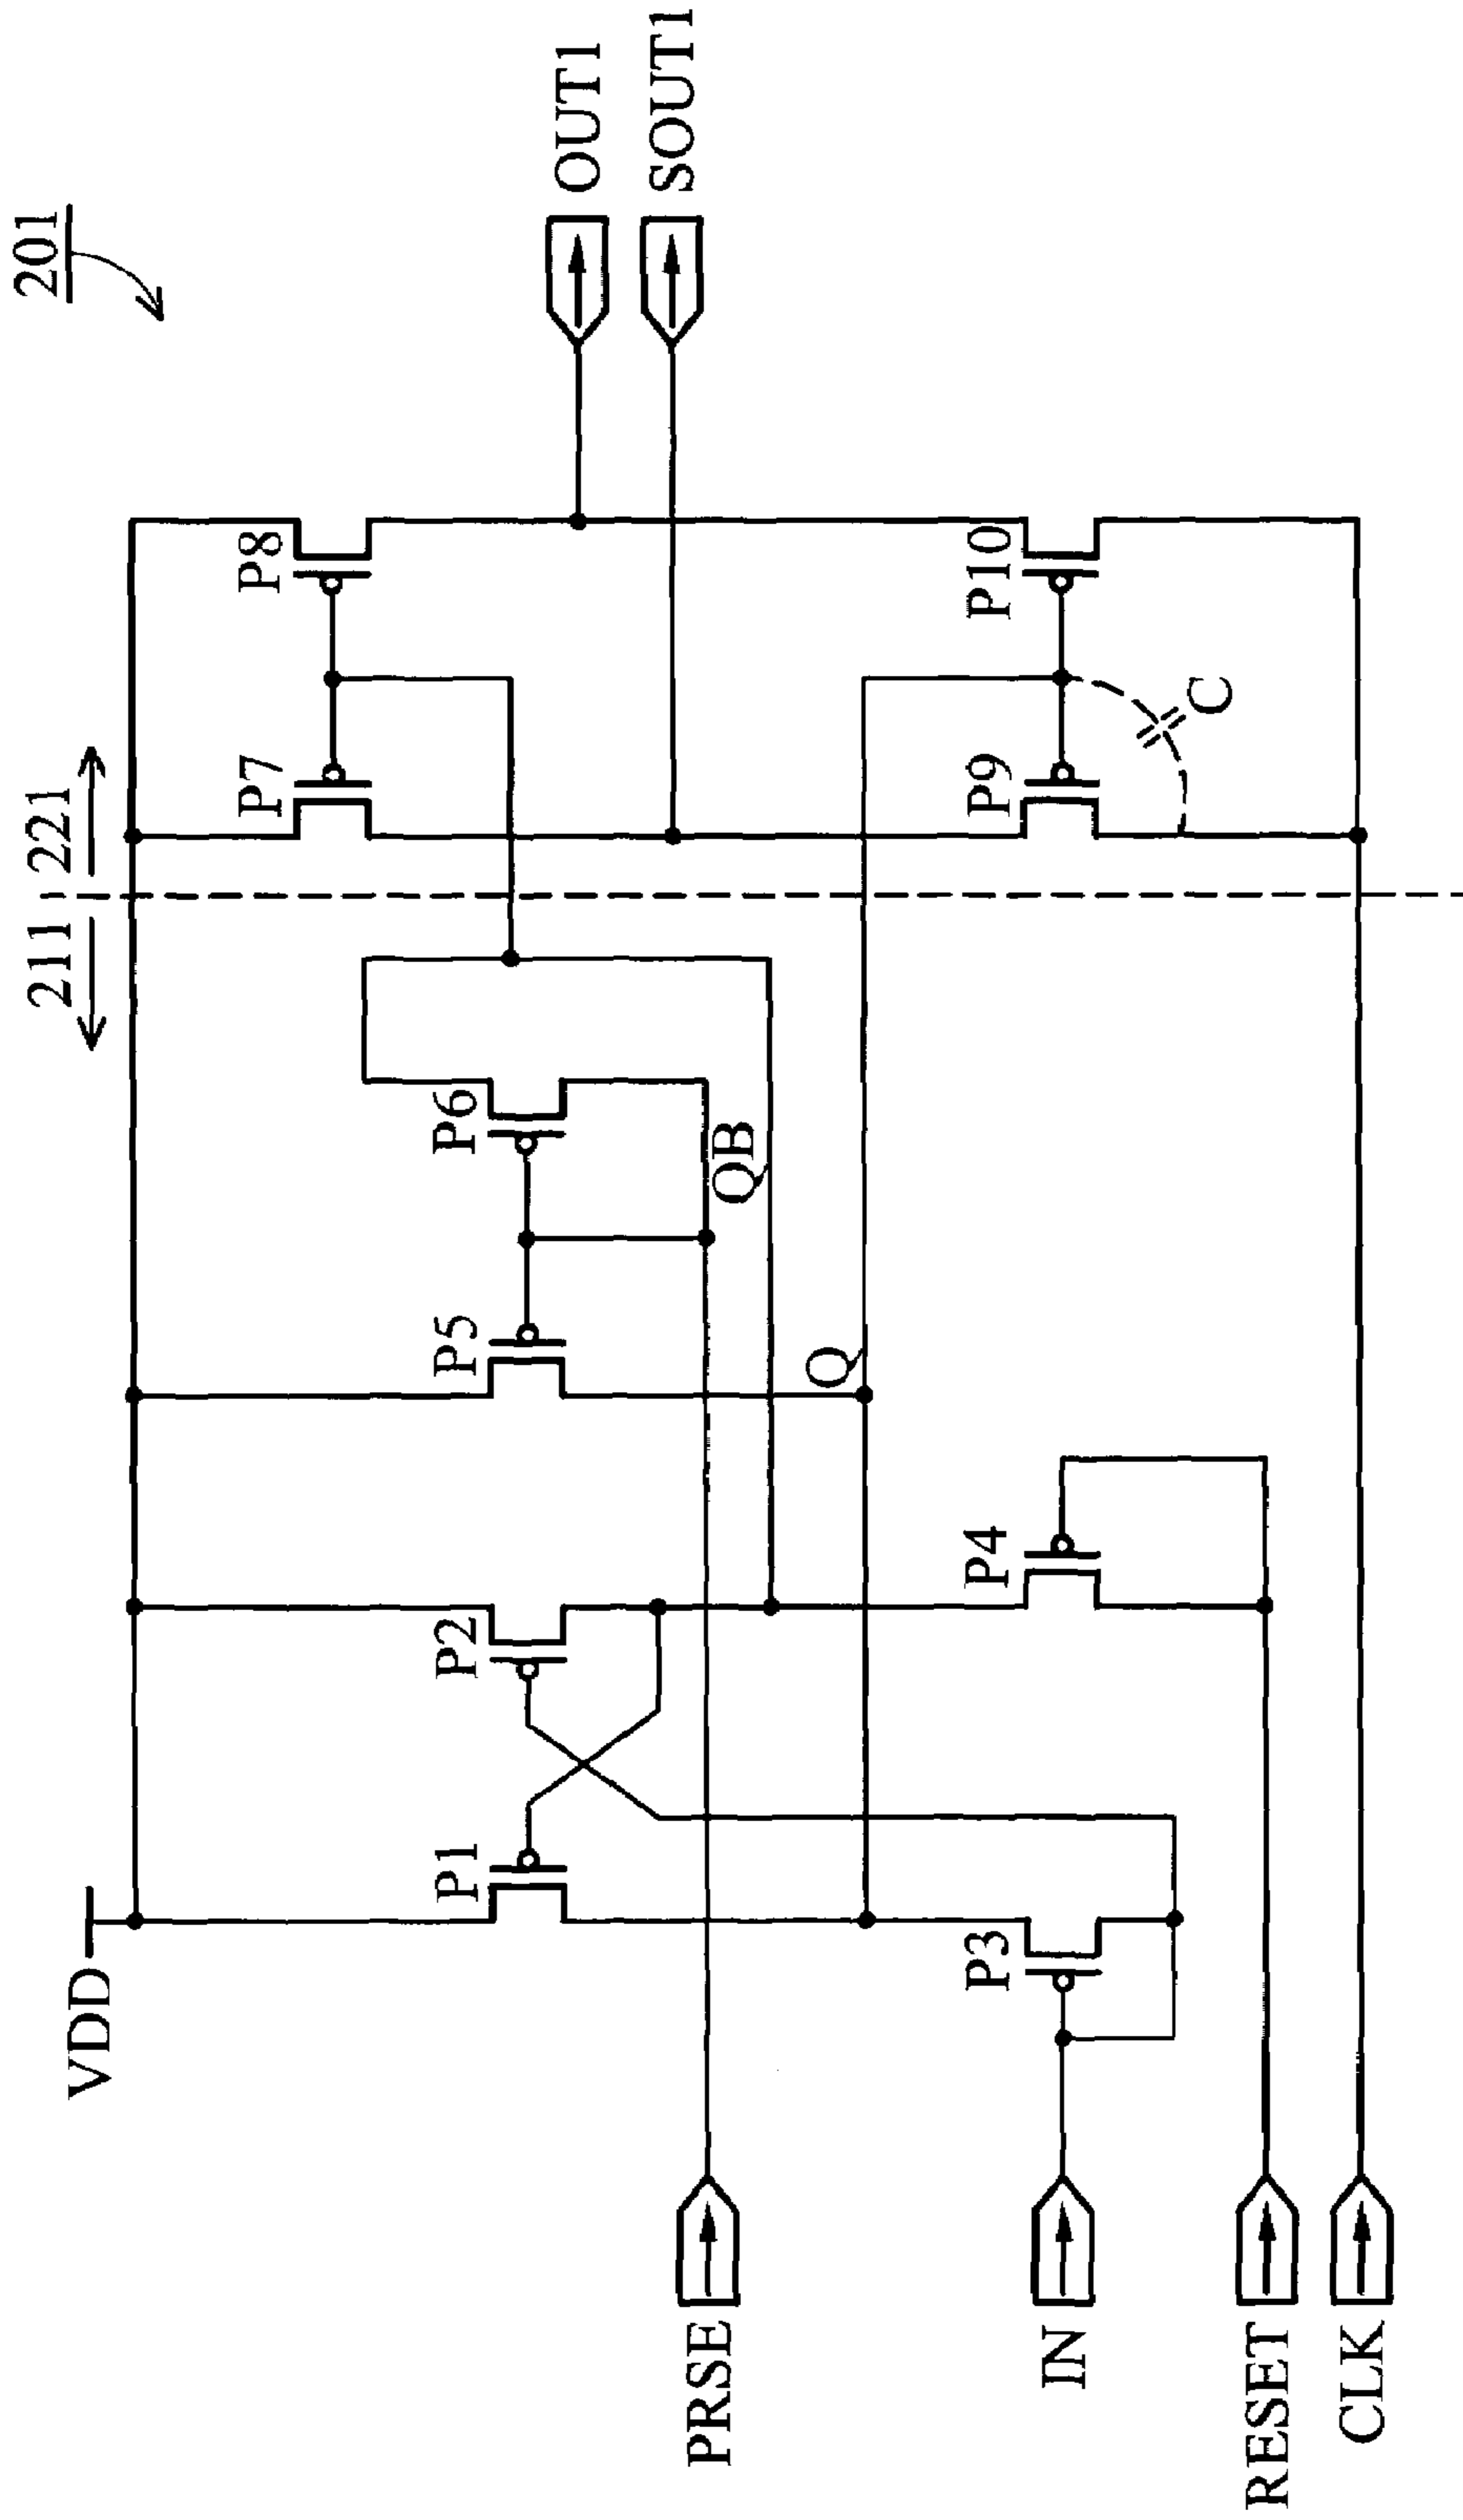 201
211 221
VDD
P1
P2
P5
P6
P7
P8
PRSE
QB
OUT1
SOUT1
Q
IN
P3
P4
P9
P10
C
RESET
CLK